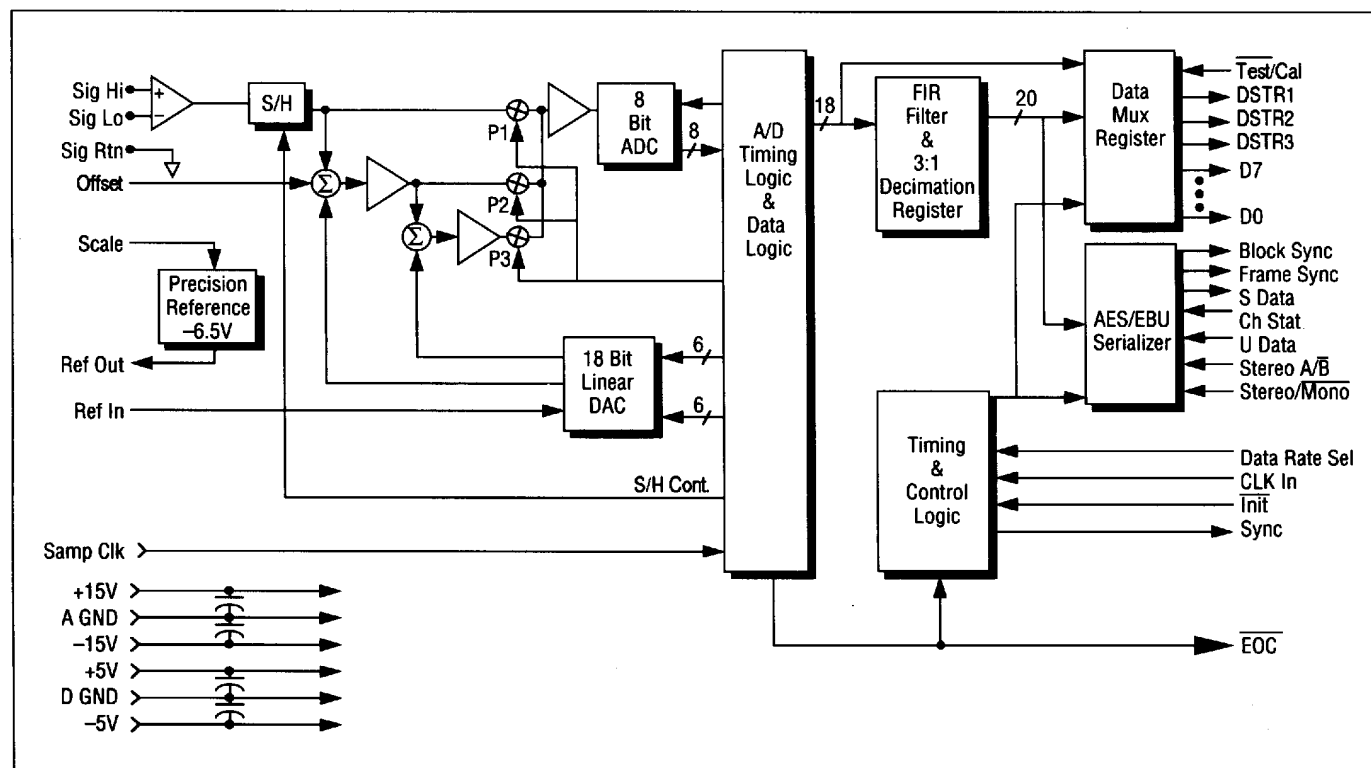 Sig Hi
Sig Lo
Sig Rtn
Offset
Scale
Precision
Reference
–6.5V
Ref Out
Ref In
Samp Clk
+15V
A GND
–15V
+5V
D GND
–5V
+
–
S/H
Σ
Σ
P1
P2
P3
8
Bit
ADC
8
18 Bit
Linear
DAC
6
6
S/H Cont.
A/D
Timing
Logic
&
Data
Logic
18
FIR
Filter
&
3:1
Decimation
Register
20
Data
Mux
Register
T̅e̅s̅t̅/Cal
DSTR1
DSTR2
DSTR3
D7
D0
AES/EBU
Serializer
Block Sync
Frame Sync
S Data
Ch Stat
U Data
Stereo A/B̅
Stereo/M̅o̅n̅o̅
Timing
&
Control
Logic
Data Rate Sel
CLK In
I̅n̅i̅t̅
Sync
E̅O̅C̅